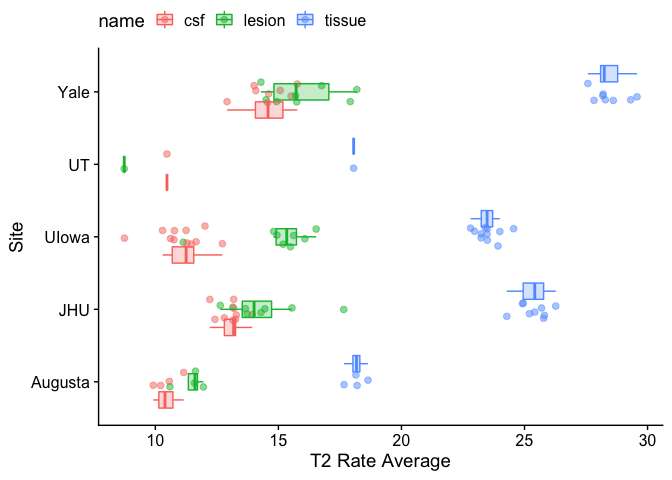 name csf lesion tissue
Yale
UT
UIowa
JHU
Augusta
Site
10 15 20 25 30
T2 Rate Average